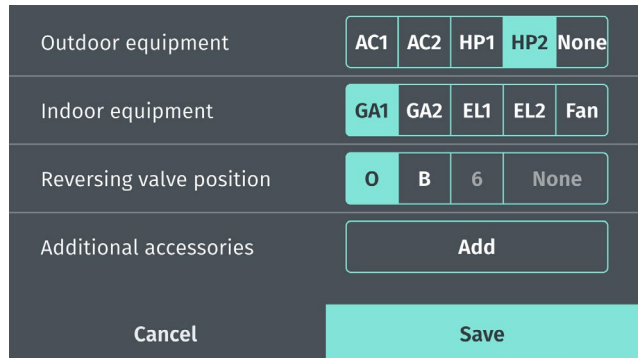 Outdoor equipment AC1 AC2 HP1 HP2 None
Indoor equipment GA1 GA2 EL1 EL2 Fan
Reversing valve position O B 6 None
Additional accessories Add
Cancel Save